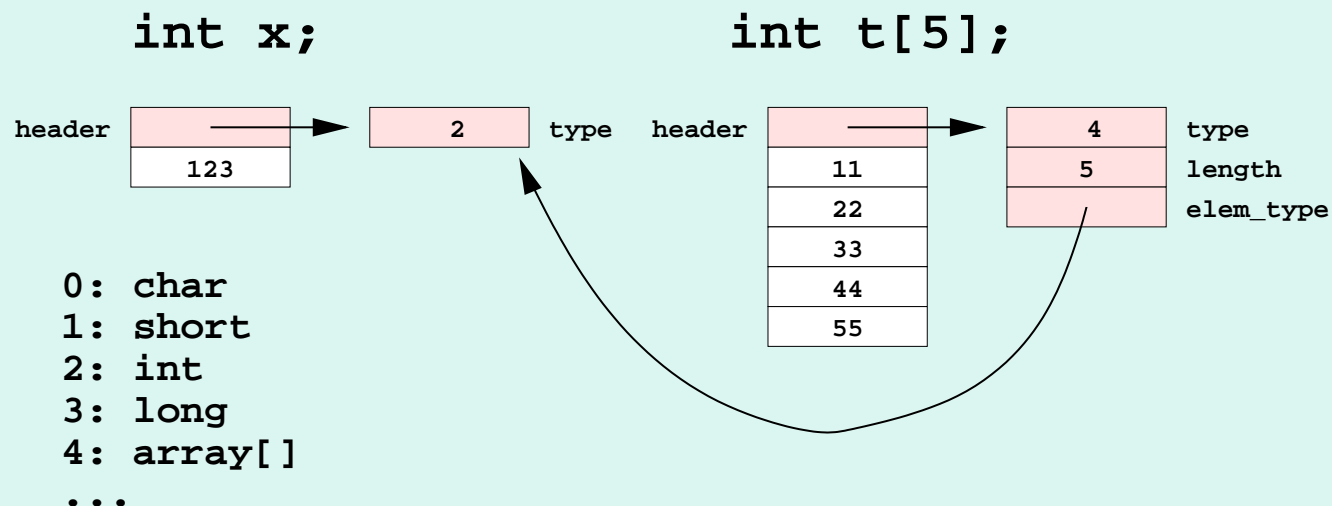 int x;
int t[5];
header
2 type
123
header
4 type
11
5 length
22
elem_type
33
44
55
0: char
1: short
2: int
3: long
4: array[]
...